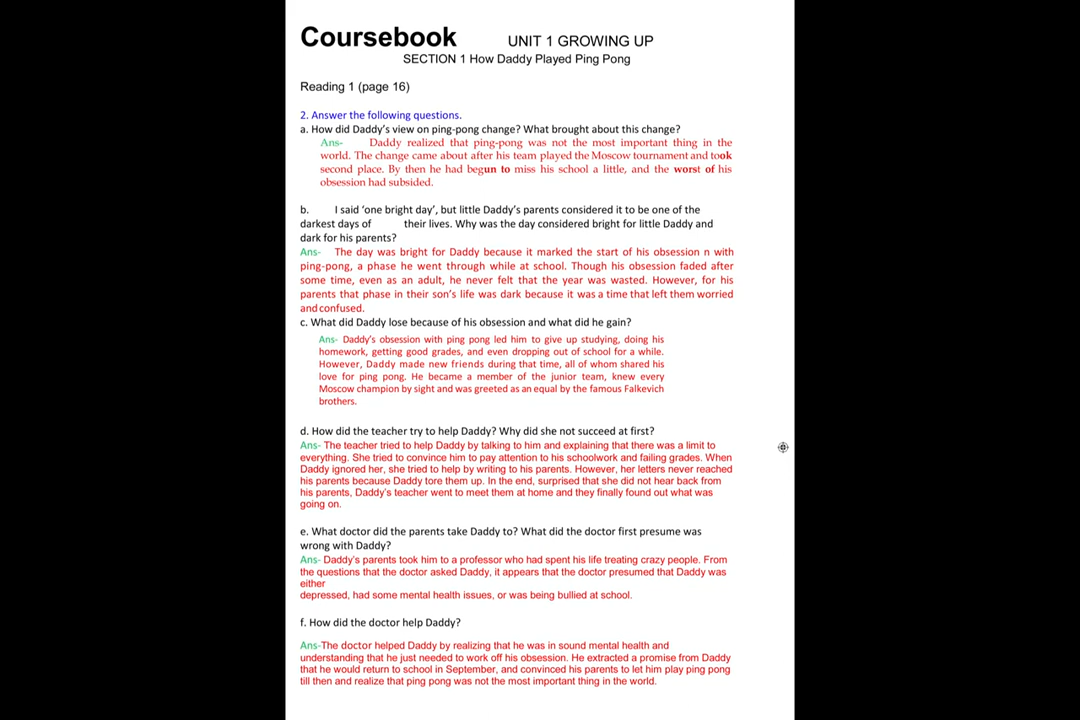 Coursebook UNIT 1 GROWING UP
SECTION 1 How Daddy Played Ping Pong
Reading 1 (page 16)
2. Answer the following questions.
a. How did Daddy's view on ping-pong change? What brought about this change?
Ans- Daddy realized that ping-pong was not the most important thing in the
world. The change came about after his team played the Moscow tournament and took
second place. By then he had begun to miss his school a little, and the worst of his
obsession had subsided.
b. I said 'one bright day', but little Daddy's parents considered it to be one of the
darkest days of their lives. Why was the day considered bright for little Daddy and
dark for his parents?
Ans- The day was bright for Daddy because it marked the start of his obsession n with
ping-pong, a phase he went through while at school. Though his obsession faded after
some time, even as an adult, he never felt that the year was wasted. However, for his
parents that phase in their son's life was dark because it was a time that left them worried
and confused.
c. What did Daddy lose because of his obsession and what did he gain?
Ans- Daddy's obsession with ping pong led him to give up studying, doing his
homework, getting good grades, and even dropping out of school for a while.
However, Daddy made new friends during that time, all of whom shared his
love for ping pong. He became a member of the junior team, knew every
Moscow champion by sight and was greeted as an equal by the famous Falkevich
brothers.
d. How did the teacher try to help Daddy? Why did she not succeed at first?
Ans- The teacher tried to help Daddy by talking to him and explaining that there was a limit to
everything. She tried to convince him to pay attention to his schoolwork and failing grades. When
Daddy ignored her, she tried to help by writing to his parents. However, her letters never reached
his parents because Daddy tore them up. In the end, surprised that she did not hear back from
his parents, Daddy's teacher went to meet them at home and they finally found out what was
going on.
e. What doctor did the parents take Daddy to? What did the doctor first presume was
wrong with Daddy?
Ans- Daddy's parents took him to a professor who had spent his life treating crazy people. From
the questions that the doctor asked Daddy, it appears that the doctor presumed that Daddy was
either
depressed, had some mental health issues, or was being bullied at school.
f. How did the doctor help Daddy?
Ans-The doctor helped Daddy by realizing that he was in sound mental health and
understanding that he just needed to work off his obsession. He extracted a promise from Daddy
that he would return to school in September, and convinced his parents to let him play ping pong
till then and realize that ping pong was not the most important thing in the world.